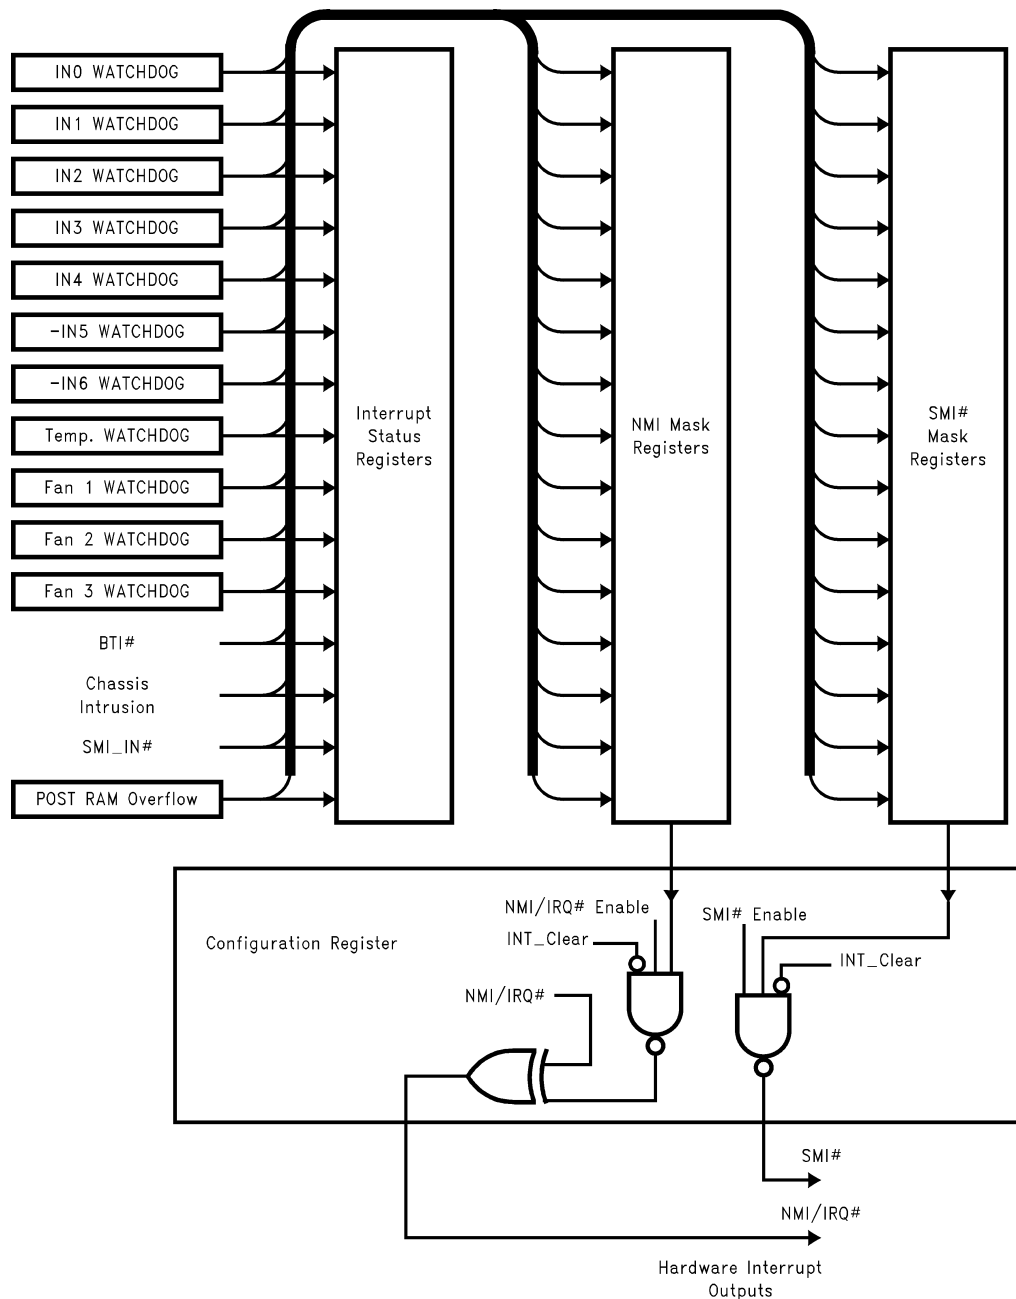 IN0 WATCHDOG
IN1 WATCHDOG
IN2 WATCHDOG
IN3 WATCHDOG
IN4 WATCHDOG
-IN5 WATCHDOG
-IN6 WATCHDOG
Temp. WATCHDOG
Fan 1 WATCHDOG
Fan 2 WATCHDOG
Fan 3 WATCHDOG
BTI#
Chassis
Intrusion
SMI_IN#
POST RAM Overflow
Interrupt
Status
Registers
NMI Mask
Registers
SMI#
Mask
Registers
Configuration Register
NMI/IRQ# Enable
INT_Clear
NMI/IRQ#
SMI# Enable
INT_Clear
SMI#
NMI/IRQ#
Hardware Interrupt
Outputs